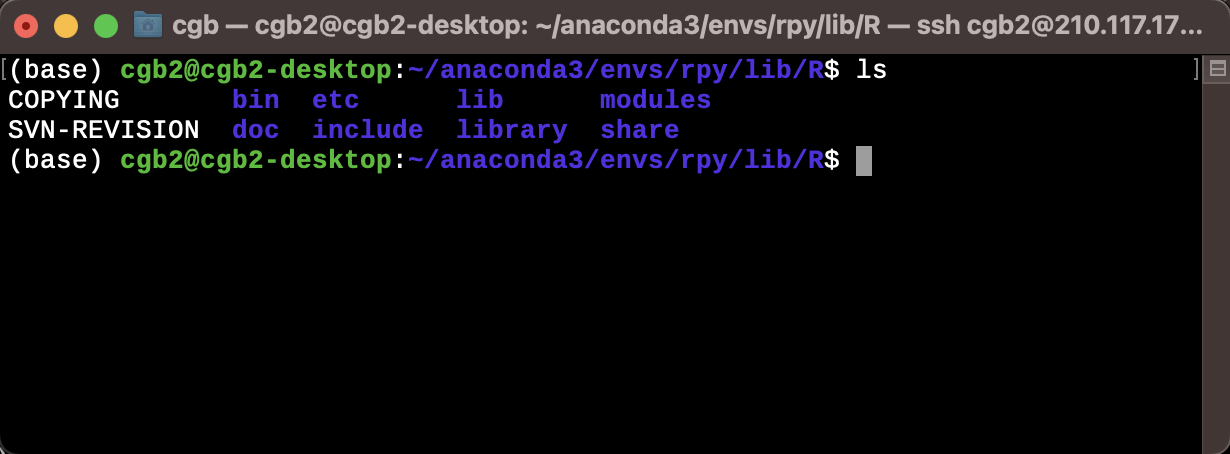 cgb — cgb2@cgb2-desktop: ~/anaconda3/envs/rpy/lib/R — ssh cgb2@210.117.17...
[(base) cgb2@cgb2-desktop:~/anaconda3/envs/rpy/lib/R$ ls ]
COPYING bin etc lib modules
SVN-REVISION doc include library share
(base) cgb2@cgb2-desktop:~/anaconda3/envs/rpy/lib/R$